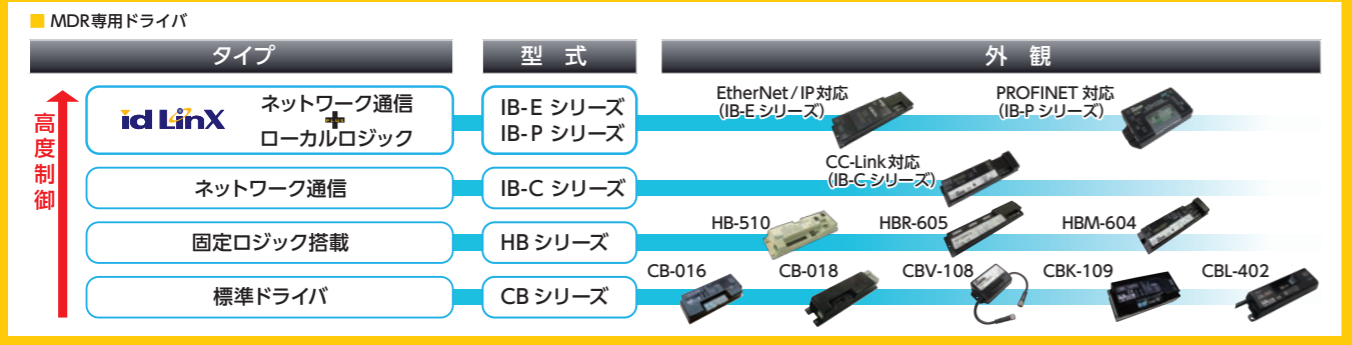 MDR専用ドライバ
タイプ
型 式
外 観
高度制御
id LinX
ネットワーク通信
+
ローカルロジック
IB-E シリーズ
IB-P シリーズ
EtherNet/IP対応
(IB-Eシリーズ)
PROFINET 対応
(IB-Pシリーズ)
ネットワーク通信
IB-C シリーズ
CC-Link対応
(IB-Cシリーズ)
固定ロジック搭載
HB シリーズ
HB-510
HBR-605
HBM-604
標準ドライバ
CB シリーズ
CB-016
CB-018
CBV-108
CBK-109
CBL-402